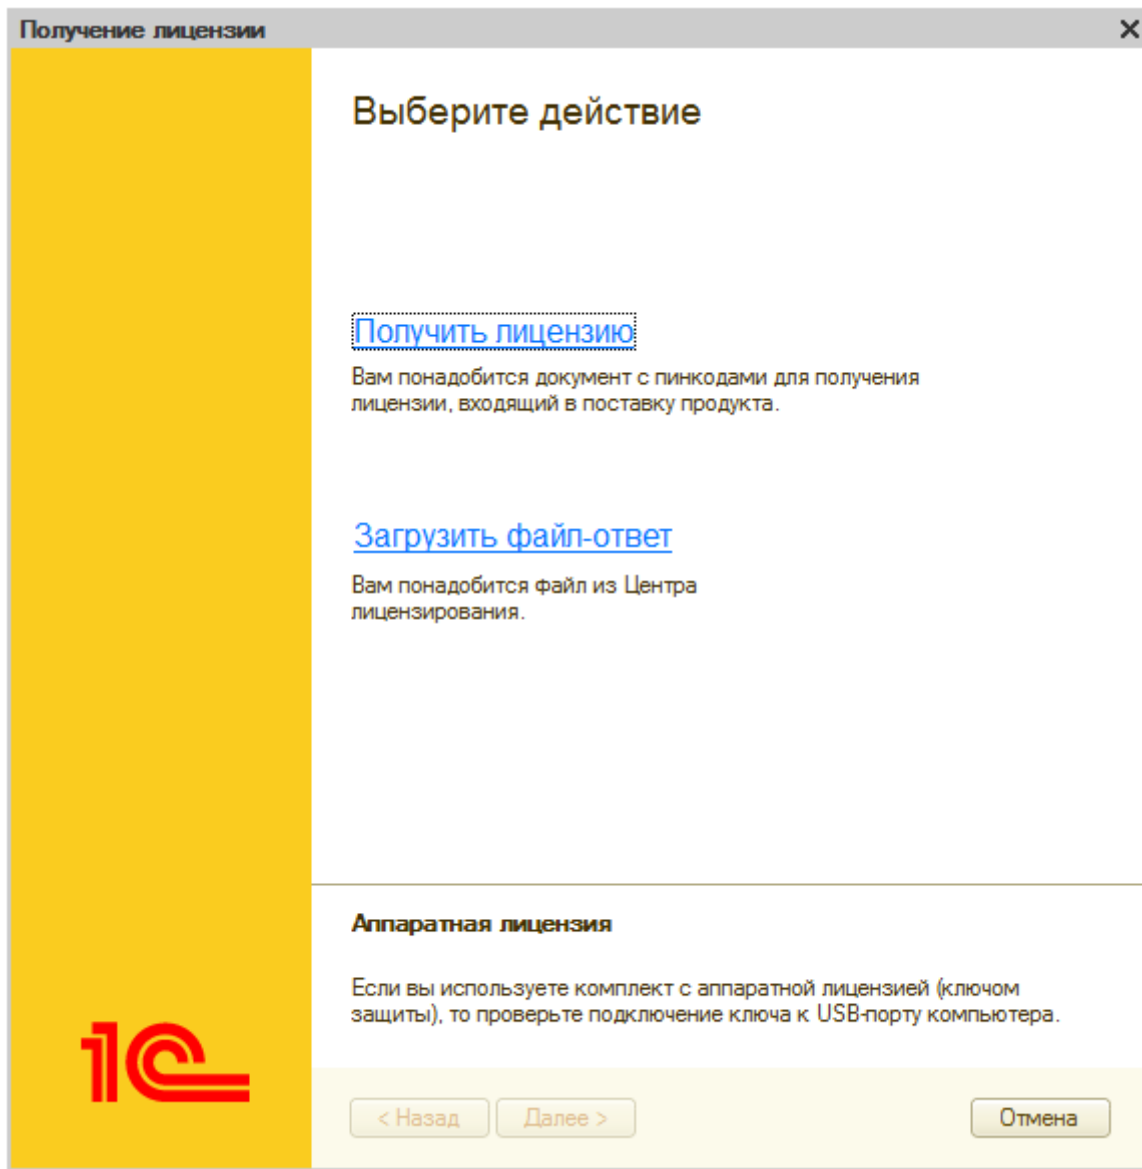 Получение лицензии
Выберите действие
Получить лицензию
Вам понадобится документ с пинкодами для получения
лицензии, входящий в поставку продукта.
Загрузить файл-ответ
Вам понадобится файл из Центра
лицензирования.
Аппаратная лицензия
Если вы используете комплект с аппаратной лицензией (ключом
защиты), то проверьте подключение ключа к USB-порту компьютера.
1С
< Назад
Далее >
Отмена